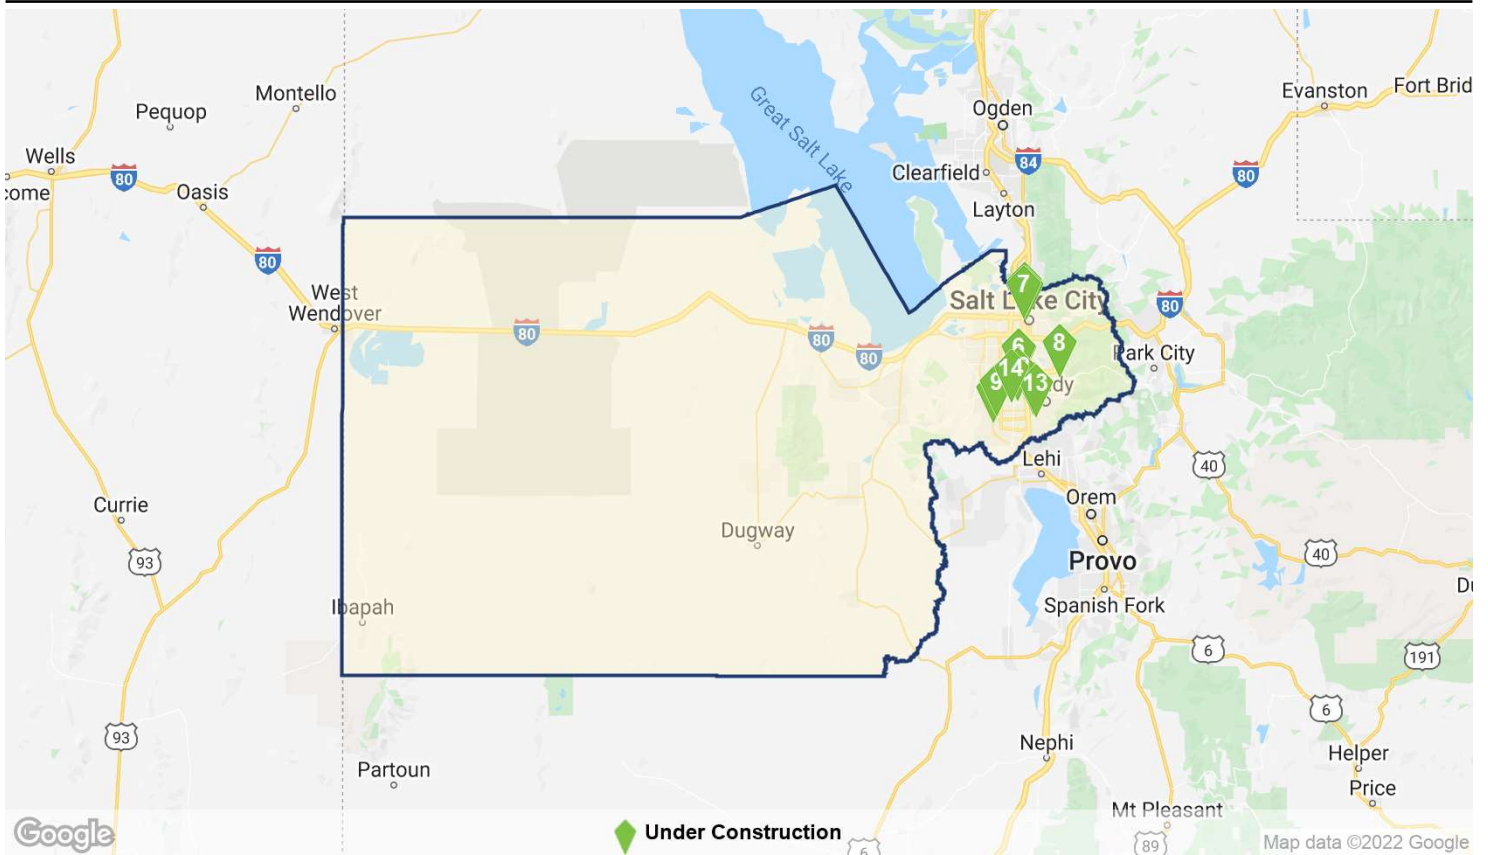 Montello
Pequop
Evanston
Fort Brid
Ogden
Great Salt Lake
Wells
80
84
80
come
Oasis
Clearfield
Layton
80
West
Wendover
7
Salt Lake City
80
80
80
80
6
8
Park City
14
9
13
dy
Lehi
40
Orem
Currie
Dugway
93
40
Provo
Ibapah
Spanish Fork
6
191
6
93
Nephi
Helper
Partoun
Price
Mt Pleasant
Google
Under Construction
6
89
Map data ©2022 Google